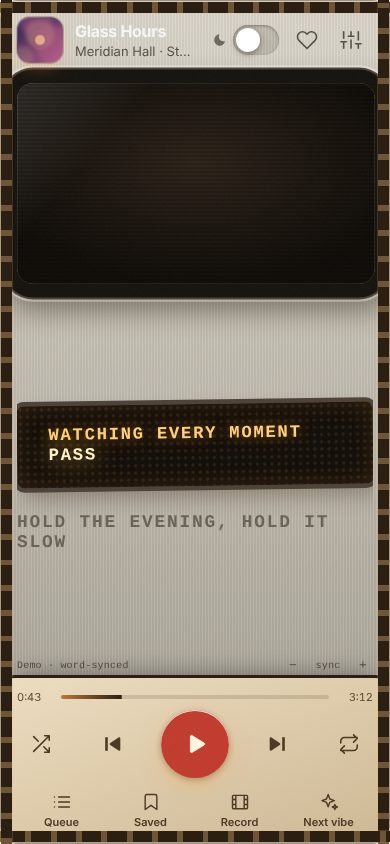 Glass Hours
Meridian Hall · St...
WATCHING EVERY MOMENT
PASS
HOLD THE EVENING, HOLD IT
SLOW
Demo · word-synced
− sync +
0:43
3:12
Queue Saved Record Next vibe